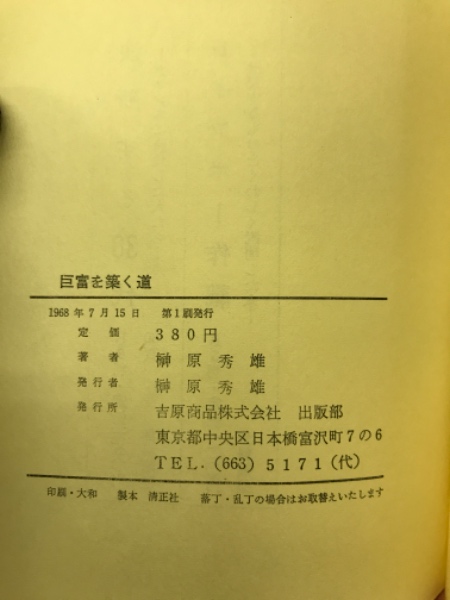 巨富を築く道
1968年7月15日 第1刷発行
定価 380円
著者 榊原秀雄
発行者 榊原秀雄
発行所 吉原商品株式会社 出版部
東京都中央区日本橋富沢町7の6
TEL.(663)5171(代)
印刷・大和 製本 清正社 落丁・乱丁の場合はお取替えいたします